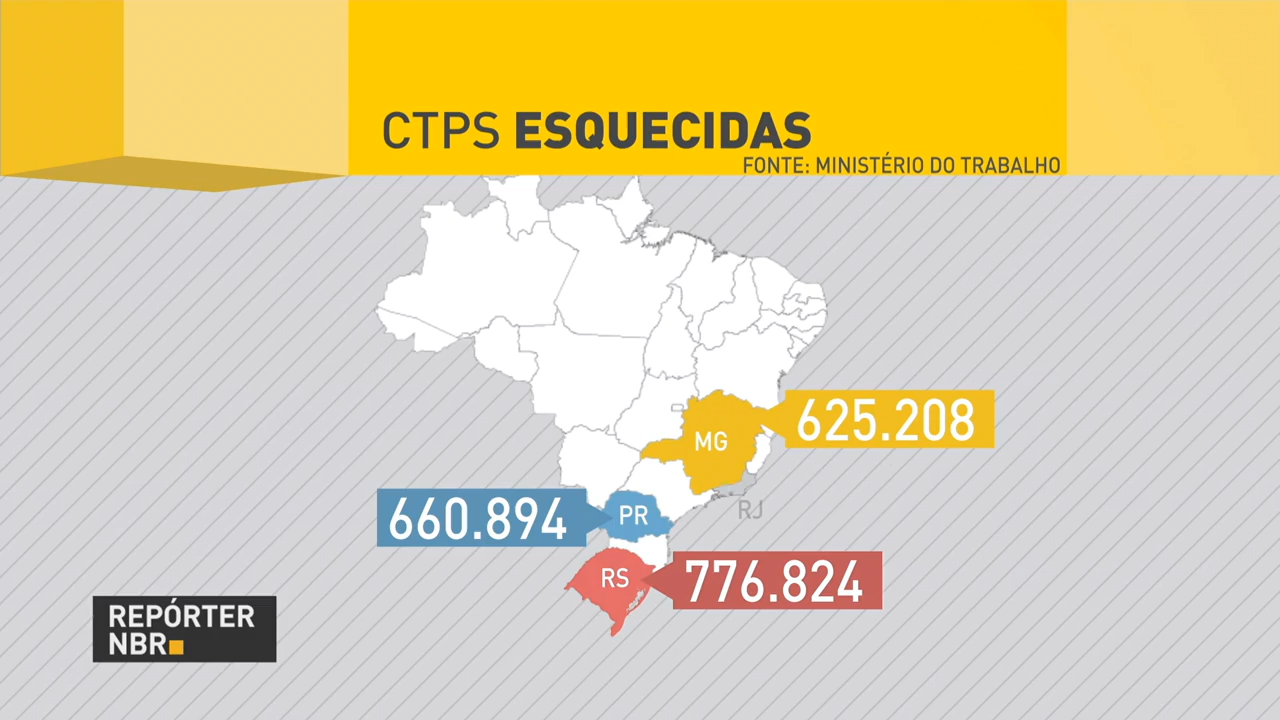 CTPS ESQUECIDAS
FONTE: MINISTÉRIO DO TRABALHO
625.208
MG
RJ
660.894
PR
RS
776.824
REPÓRTER
NBR